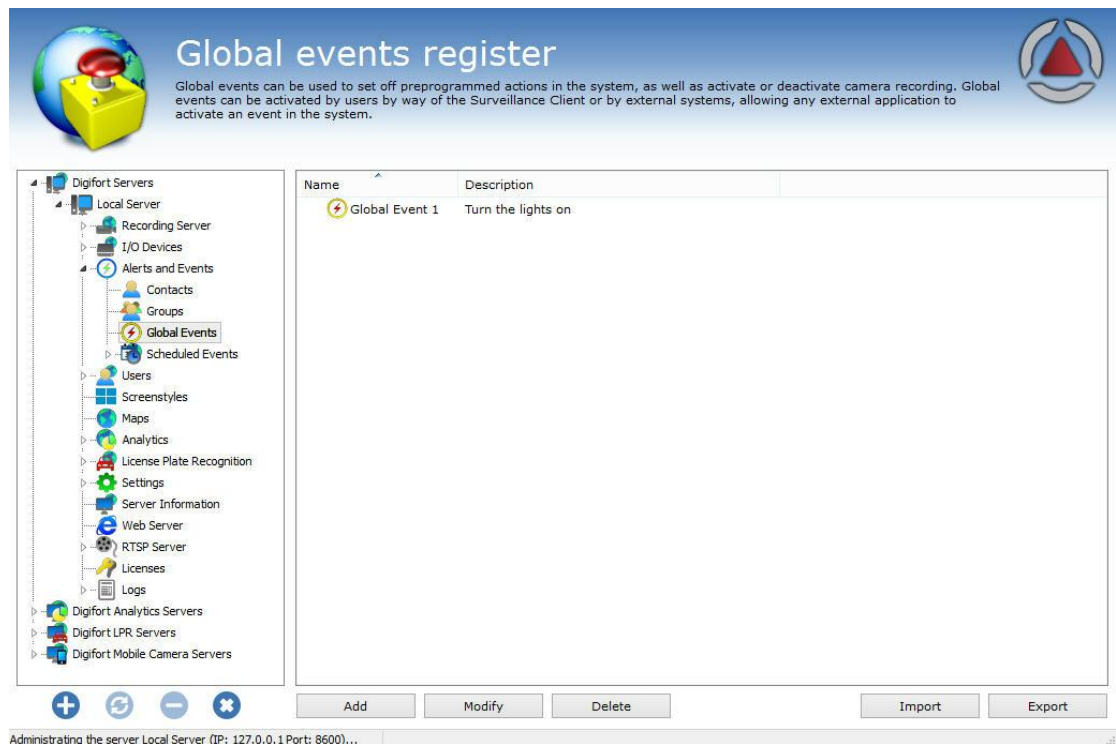 Global events register
Global events can be used to set off preprogrammed actions in the system, as well as activate or deactivate camera recording. Global
events can be activated by users by way of the Surveillance Client or by external systems, allowing any external application to
activate an event in the system.
Digifort Servers
Local Server
Recording Server
I/O Devices
Alerts and Events
Contacts
Groups
Global Events
Scheduled Events
Users
Screenstyles
Maps
Analytics
License Plate Recognition
Settings
Server Information
Web Server
RTSP Server
Licenses
Logs
Digifort Analytics Servers
Digifort LPR Servers
Digifort Mobile Camera Servers
Name Description
Global Event 1 Turn the lights on
Add Modify Delete Import Export
Administrating the server Local Server (IP: 127.0.0.1 Port: 8600)...